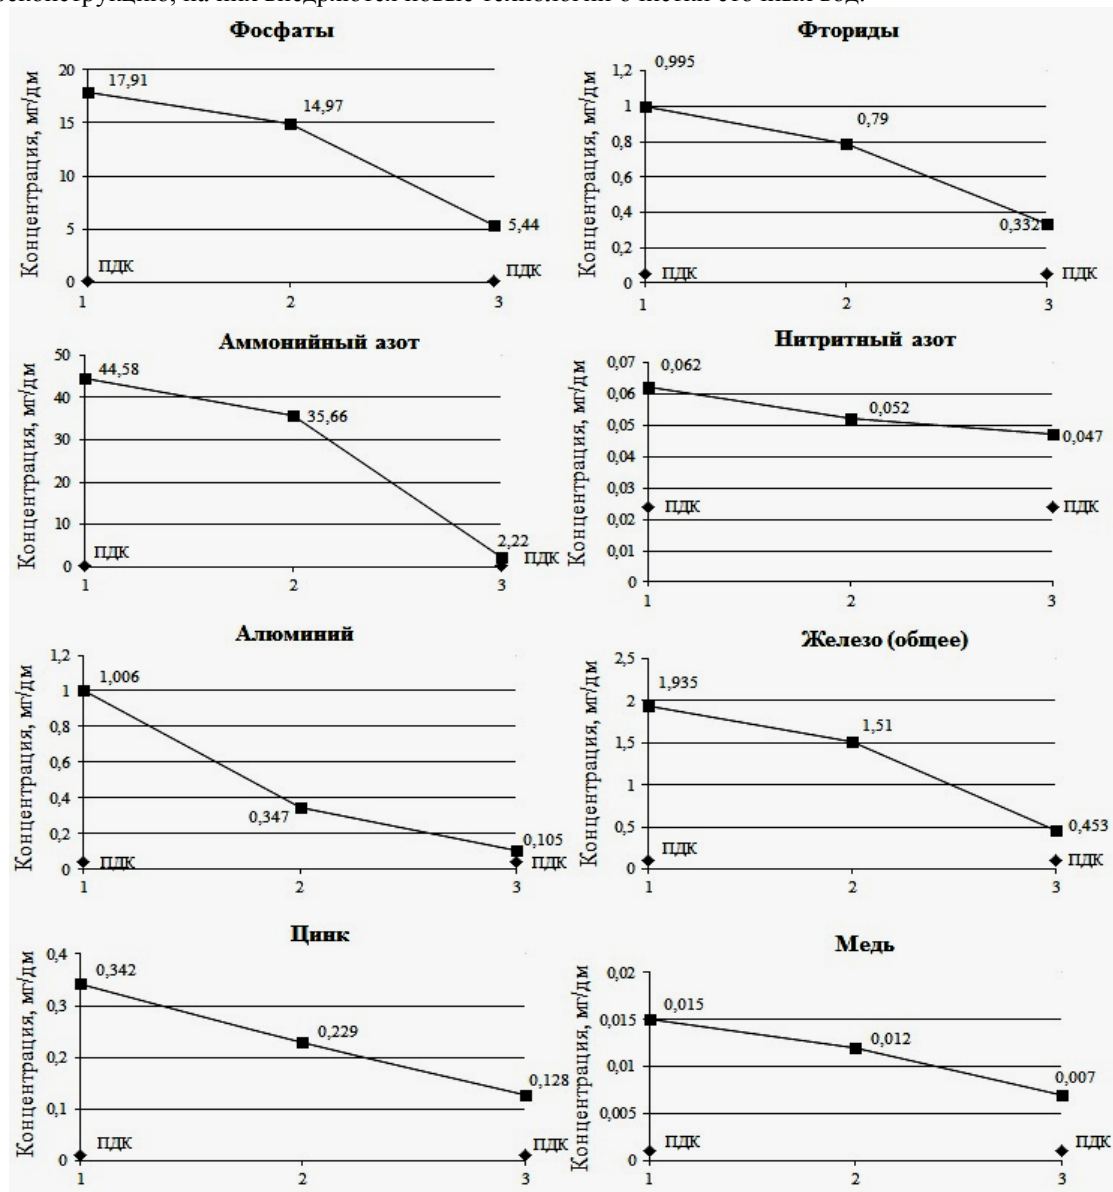 на них внедряются новые технологии очистки сточных вод.
Фосфаты
Концентрация, мг/дм
20
15
10
5
0
17,91
14,97
5,44
ПДК
ПДК
1 2 3
Фториды
Концентрация, мг/дм
1,2
1
0,8
0,6
0,4
0,2
0
0,995
0,79
0,332
ПДК
ПДК
1 2 3
Аммонийный азот
Концентрация, мг/дм
50
40
30
20
10
0
44,58
35,66
2,22
ПДК
ПДК
1 2 3
Нитритный азот
Концентрация, мг/дм
0,07
0,06
0,05
0,04
0,03
0,02
0,01
0
0,062
0,052
0,047
ПДК
ПДК
1 2 3
Алюминий
Концентрация, мг/дм
1,2
1
0,8
0,6
0,4
0,2
0
1,006
0,347
0,105
ПДК
ПДК
1 2 3
Железо (общее)
Концентрация, мг/дм
2,5
2
1,5
1
0,5
0
1,935
1,51
0,453
ПДК
ПДК
1 2 3
Цинк
Концентрация, мг/дм
0,4
0,3
0,2
0,1
0
0,342
0,229
0,128
ПДК
ПДК
1 2 3
Медь
Концентрация, мг/дм
0,02
0,015
0,01
0,005
0
0,015
0,012
0,007
ПДК
ПДК
1 2 3